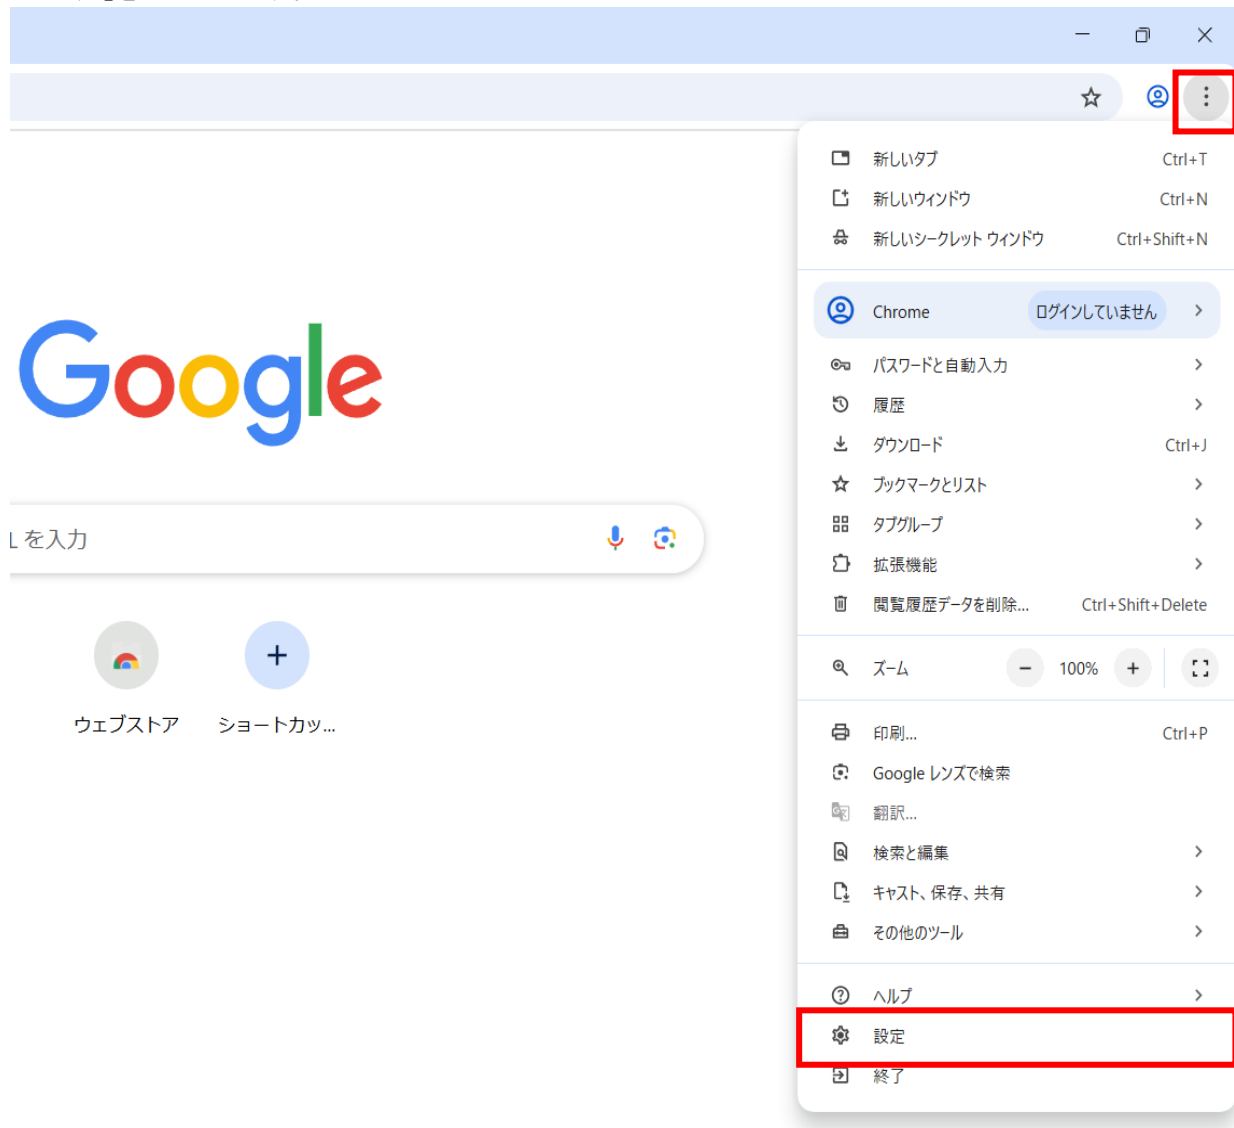 新しいタブ Ctrl+T
新しいウィンドウ Ctrl+N
新しいシークレット ウィンドウ Ctrl+Shift+N
Chrome ログインしていません
パスワードと自動入力
履歴
ダウンロード Ctrl+J
ブックマークとリスト
タブグループ
拡張機能
閲覧履歴データを削除... Ctrl+Shift+Delete
ズーム − 100% +
印刷... Ctrl+P
Google レンズで検索
翻訳...
検索と編集
キャスト、保存、共有
その他のツール
ヘルプ
設定
終了
Google
を入力
ウェブストア ショートカッ...